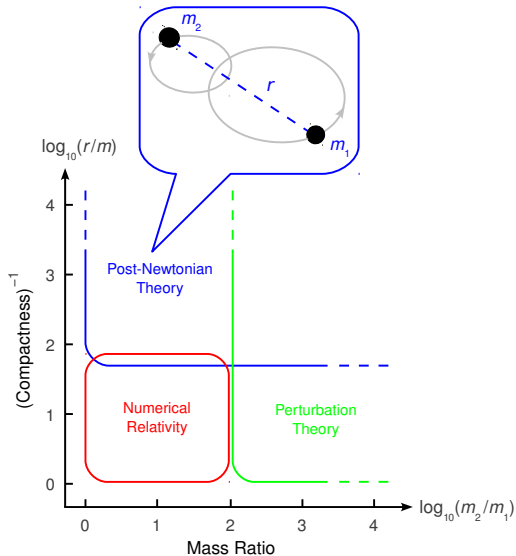 m₂
r
m₁
log₁₀(r/m)
4
3
2
1
0
(Compactness)⁻¹
Post-Newtonian
Theory
Numerical
Relativity
Perturbation
Theory
0 1 2 3 4
log₁₀(m₂/m₁)
Mass Ratio